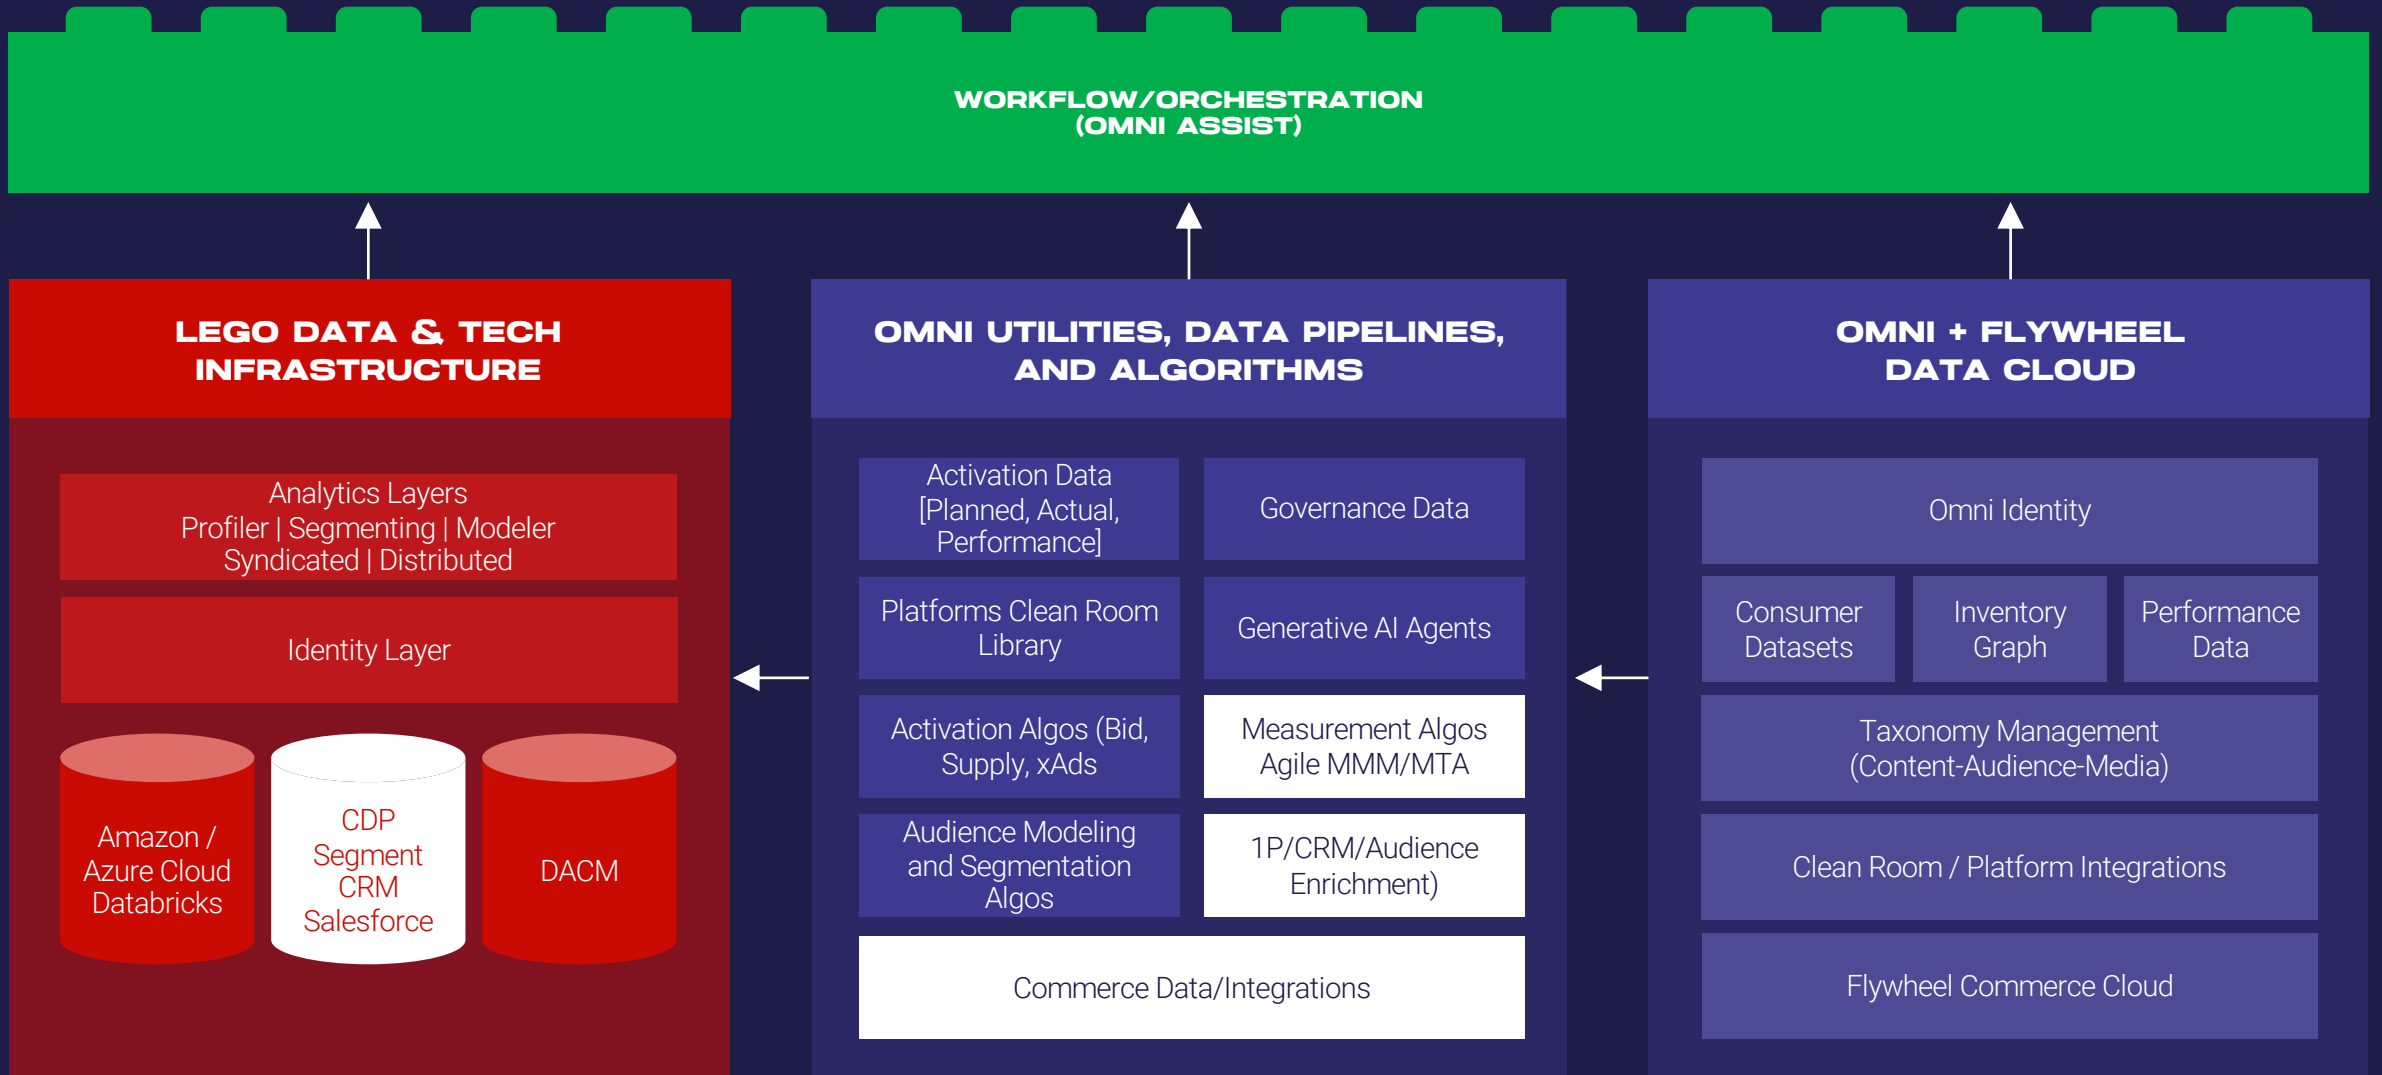 WORKFLOW/ORCHESTRATION
(OMNI ASSIST)
LEGO DATA & TECH
INFRASTRUCTURE
Analytics Layers
Profiler | Segmenting | Modeler
Syndicated | Distributed
Identity Layer
Amazon /
Azure Cloud
Databricks
CDP
Segment
CRM
Salesforce
DACM
OMNI UTILITIES, DATA PIPELINES,
AND ALGORITHMS
Activation Data
[Planned, Actual,
Performance]
Governance Data
Platforms Clean Room
Library
Generative AI Agents
Activation Algos (Bid,
Supply, xAds
Measurement Algos
Agile MMM/MTA
Audience Modeling
and Segmentation
Algos
1P/CRM/Audience
Enrichment)
Commerce Data/Integrations
OMNI + FLYWHEEL
DATA CLOUD
Omni Identity
Consumer
Datasets
Inventory
Graph
Performance
Data
Taxonomy Management
(Content-Audience-Media)
Clean Room / Platform Integrations
Flywheel Commerce Cloud